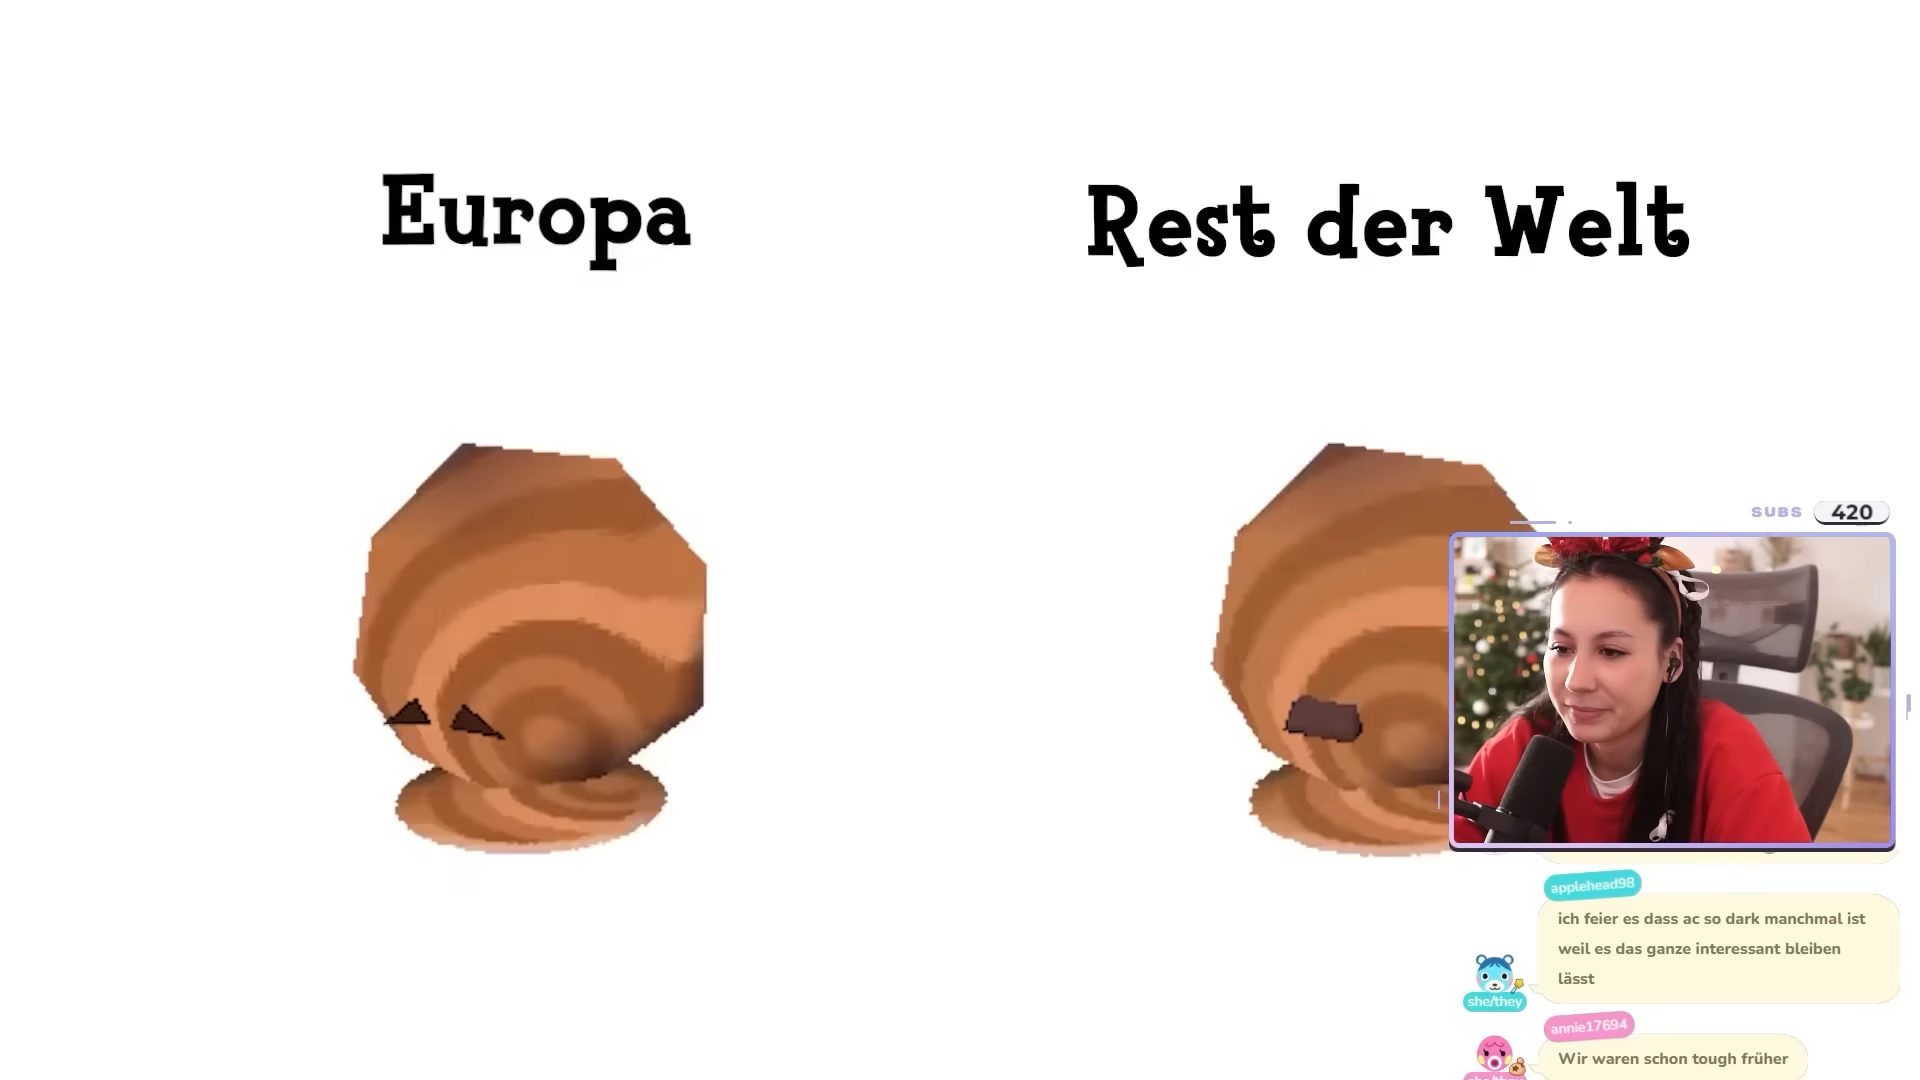 Europa
Rest der Welt
SUBS 420
applehead98
ich feier es dass ac so dark manchmal ist
weil es das ganze interessant bleiben
lässt
she/they
annie17694
Wir waren schon tough früher